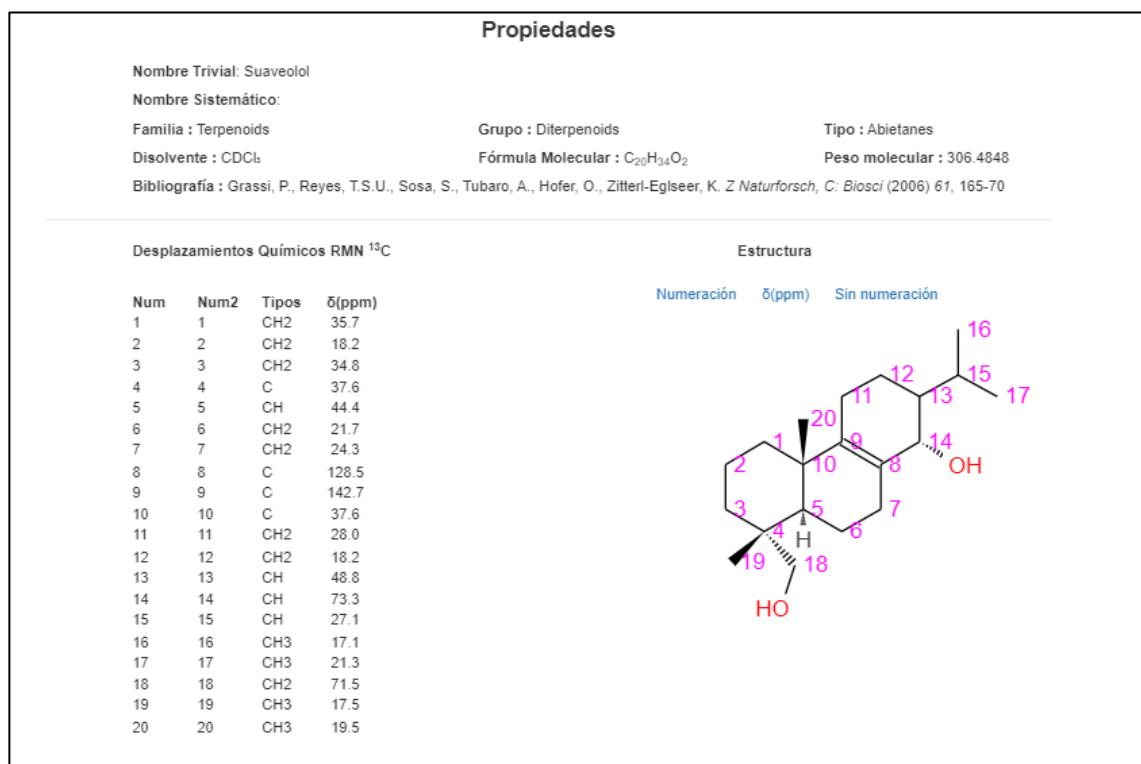 Propiedades
Nombre Trivial: Suaveolol
Nombre Sistemático:
Familia : Terpenoids Grupo : Diterpenoids Tipo : Abietanes
Disolvente : CDCl₃ Fórmula Molecular : C₂₀H₃₄O₂ Peso molecular : 306.4848
Bibliografía : Grassi, P., Reyes, T.S.U., Sosa, S., Tubaro, A., Hofer, O., Zitterl-Eglseer, K. Z Naturforsch, C: Biosci (2006) 61, 165-70
Desplazamientos Químicos RMN ¹³C
Num Num2 Tipos δ(ppm)
1 1 CH2 35.7
2 2 CH2 18.2
3 3 CH2 34.8
4 4 C 37.6
5 5 CH 44.4
6 6 CH2 21.7
7 7 CH2 24.3
8 8 C 128.5
9 9 C 142.7
10 10 C 37.6
11 11 CH2 28.0
12 12 CH2 18.2
13 13 CH 48.8
14 14 CH 73.3
15 15 CH 27.1
16 16 CH3 17.1
17 17 CH3 21.3
18 18 CH2 71.5
19 19 CH3 17.5
20 20 CH3 19.5
Estructura
Numeración δ(ppm) Sin numeración
16
12 15
11 13 17
20
1 9 14
2 10 8 OH
3 5 7
4 6
H
19 18
HO